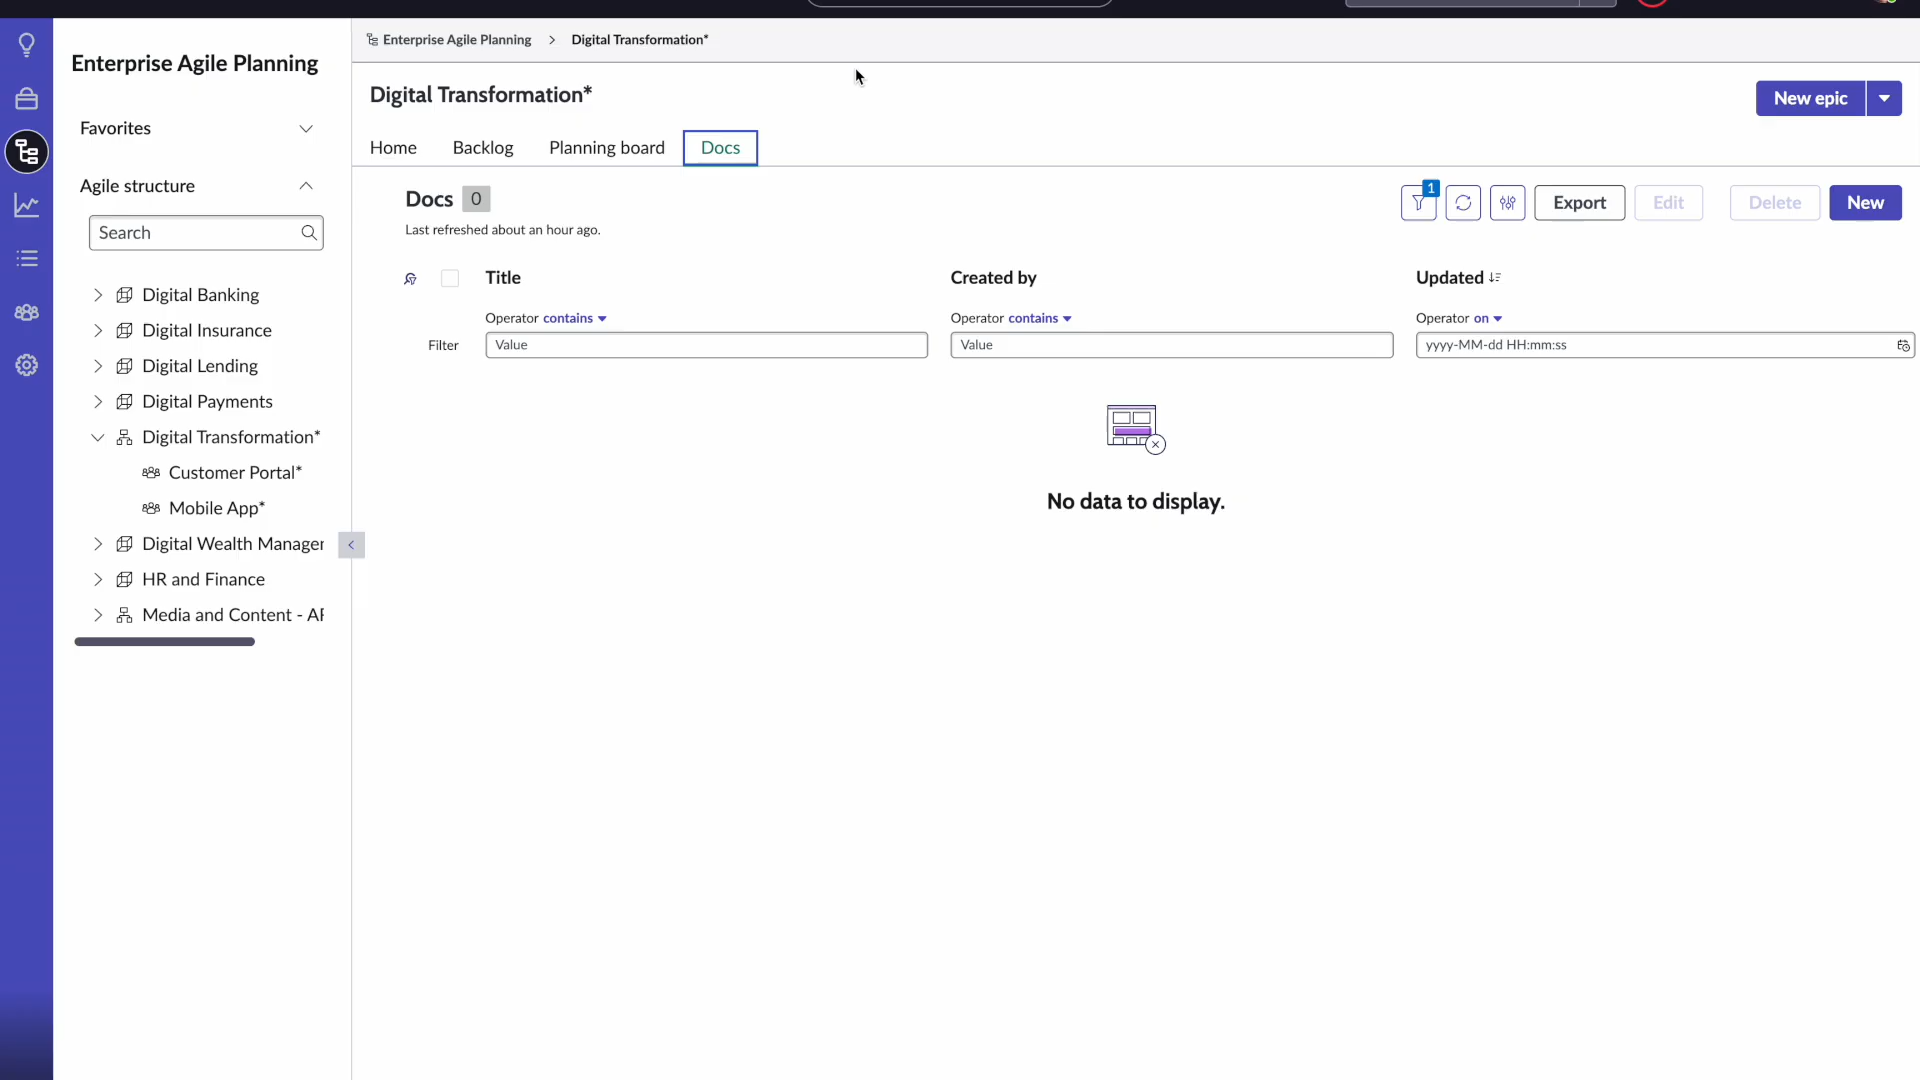 Enterprise Agile Planning > Digital Transformation*
Enterprise Agile Planning
Favorites
Agile structure
Search
Digital Banking
Digital Insurance
Digital Lending
Digital Payments
Digital Transformation*
Customer Portal*
Mobile App*
Digital Wealth Manager
HR and Finance
Media and Content - AR
Digital Transformation*
New epic
Home Backlog Planning board Docs
Docs 0
Last refreshed about an hour ago.
1
Export Edit Delete New
Title Created by Updated
Operator contains Operator contains Operator on
Filter Value Value yyyy-MM-dd HH:mm:ss
No data to display.